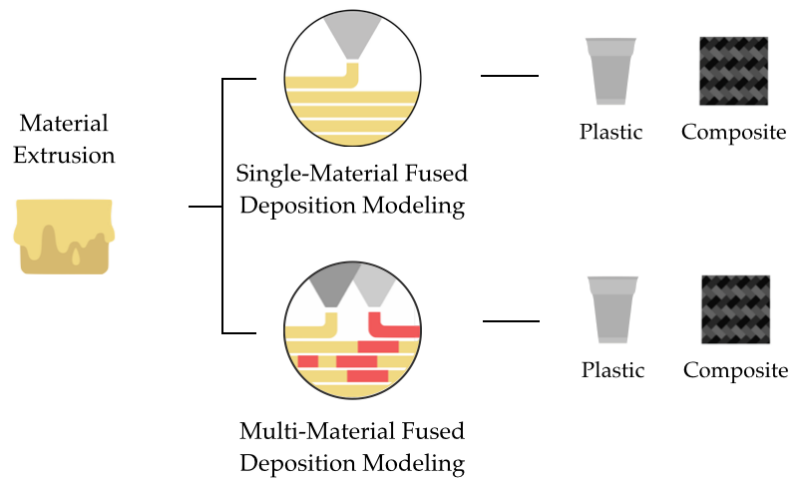 Material
Extrusion
Single-Material Fused
Deposition Modeling
Plastic
Composite
Multi-Material Fused
Deposition Modeling
Plastic
Composite